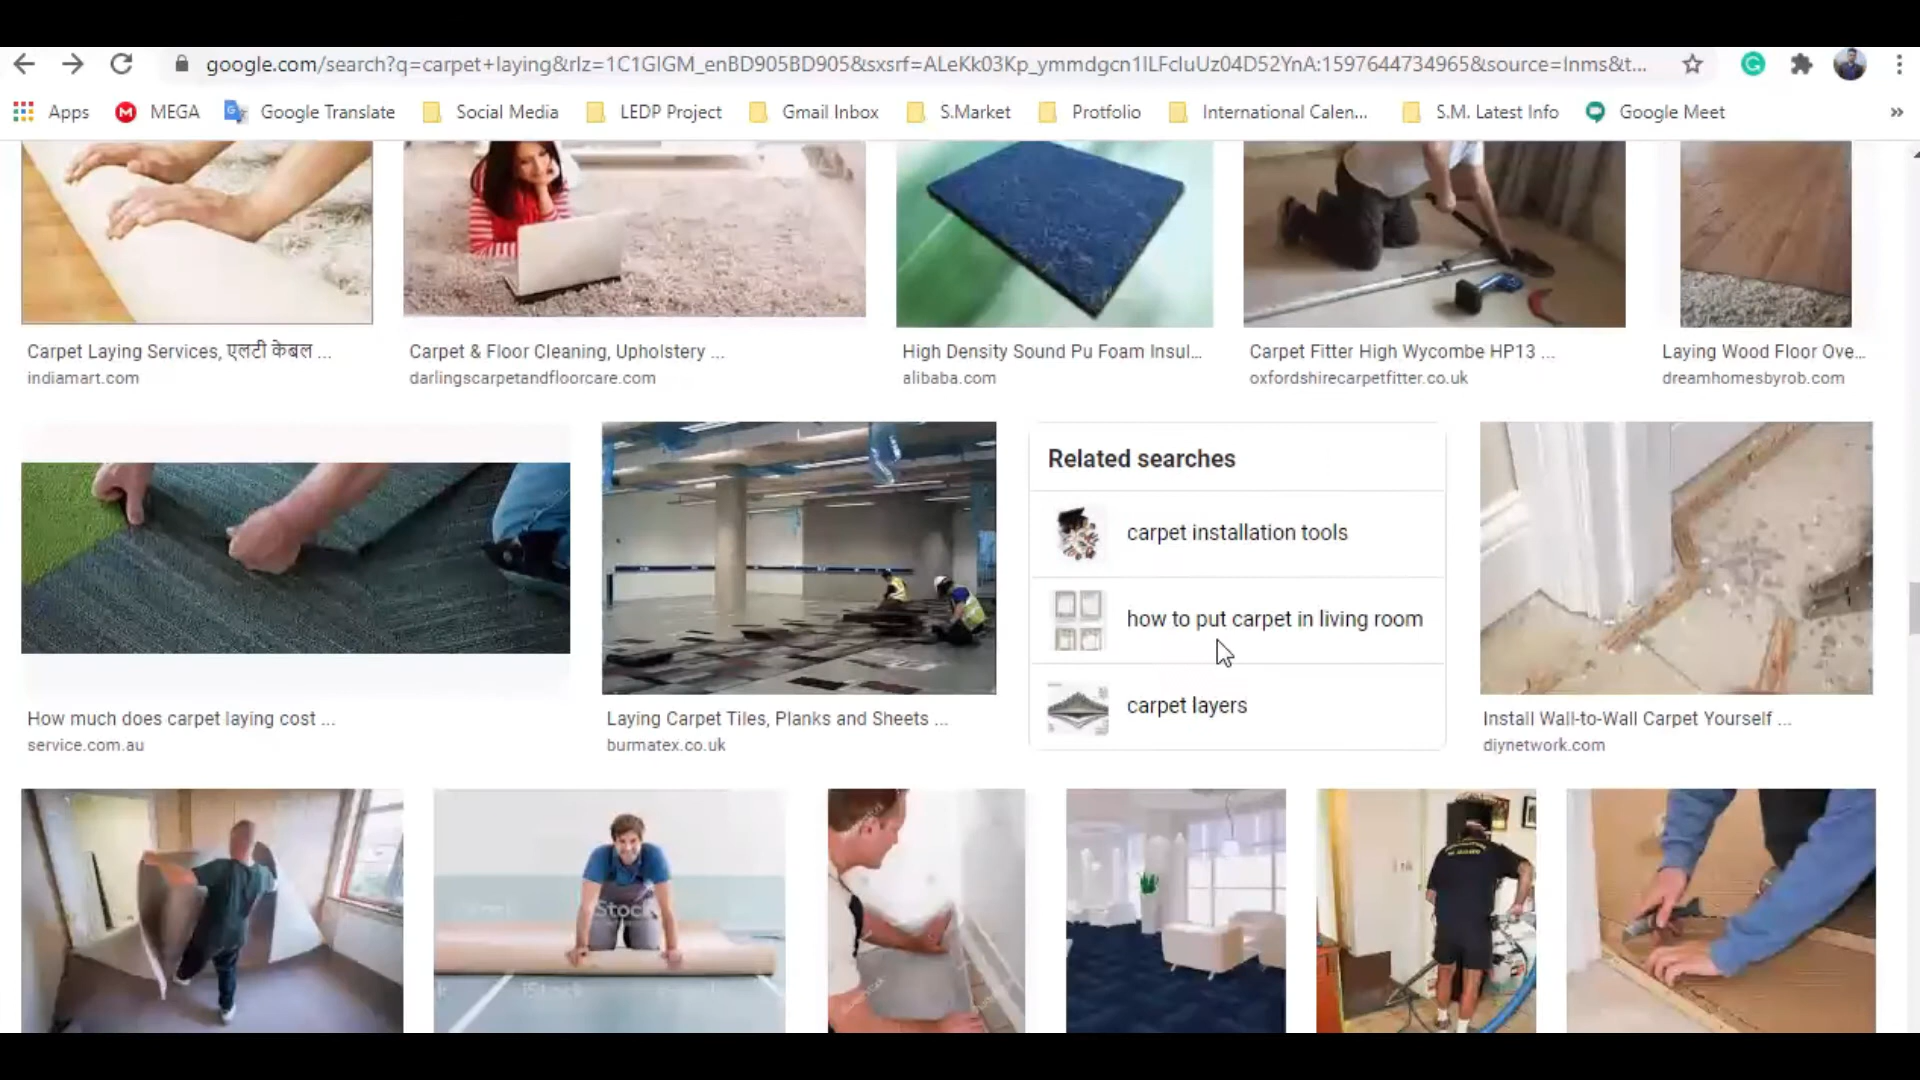 google.com/search?q=carpet+laying&rlz=1C1GIGM_enBD905BD905&sxsrf=ALeKk03Kp_ymmdgcn1ILFcIuUz04D52YnA:1597644734965&source=lnms&t...
Apps MEGA Google Translate Social Media LEDP Project Gmail Inbox S.Market Protfolio International Calen... S.M. Latest Info Google Meet »
Carpet Laying Services, एलटी केबल ...
indiamart.com
Carpet & Floor Cleaning, Upholstery ...
darlingscarpetandfloorcare.com
High Density Sound Pu Foam Insul...
alibaba.com
Carpet Fitter High Wycombe HP13 ...
oxfordshirecarpetfitter.co.uk
Laying Wood Floor Ove...
dreamhomesbyrob.com
How much does carpet laying cost ...
service.com.au
Laying Carpet Tiles, Planks and Sheets ...
burmatex.co.uk
Related searches
carpet installation tools
how to put carpet in living room
carpet layers
Install Wall-to-Wall Carpet Yourself ...
diynetwork.com
iStock
iStock